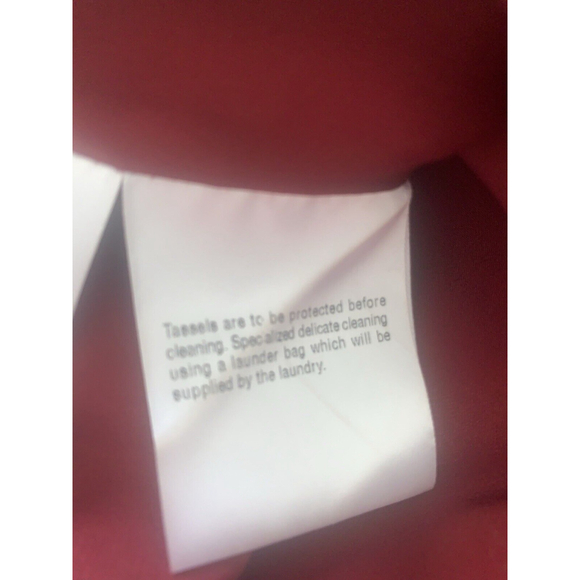 Tassels are to be protected before
cleaning. Specialized delicate cleaning
using a launder bag which will be
supplied by the laundry.